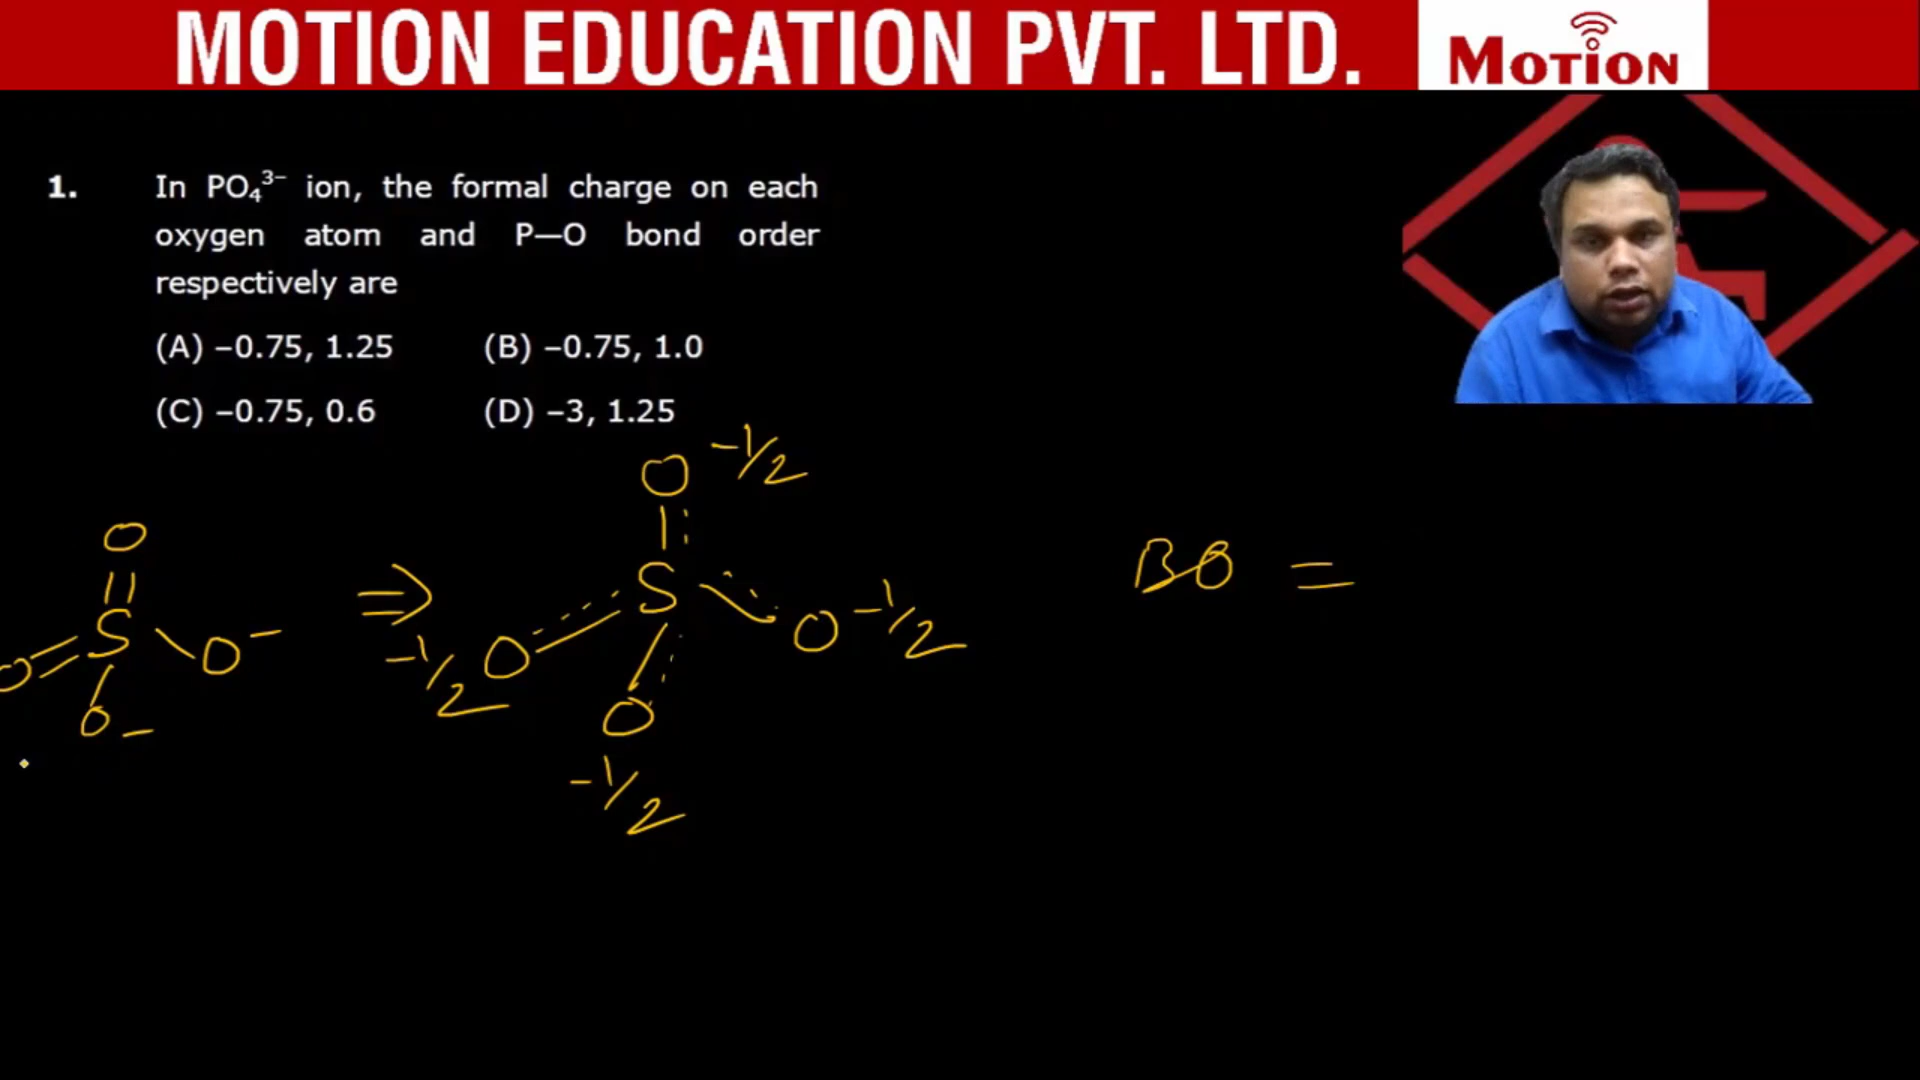 MOTION EDUCATION PVT. LTD.
MOTION
1. In PO₄³⁻ ion, the formal charge on each
oxygen atom and P—O bond order
respectively are
(A) –0.75, 1.25 (B) –0.75, 1.0
(C) –0.75, 0.6 (D) –3, 1.25
O -1/2
O
S
O O⁻
O -
⇒
S
-1/2 O O -1/2
O
-1/2
BO =